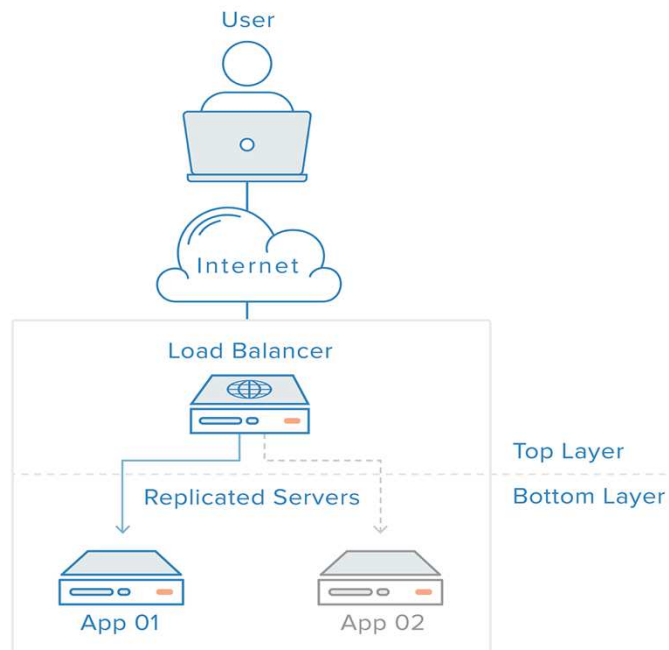 User
Internet
Load Balancer
Top Layer
Replicated Servers
Bottom Layer
App 01
App 02